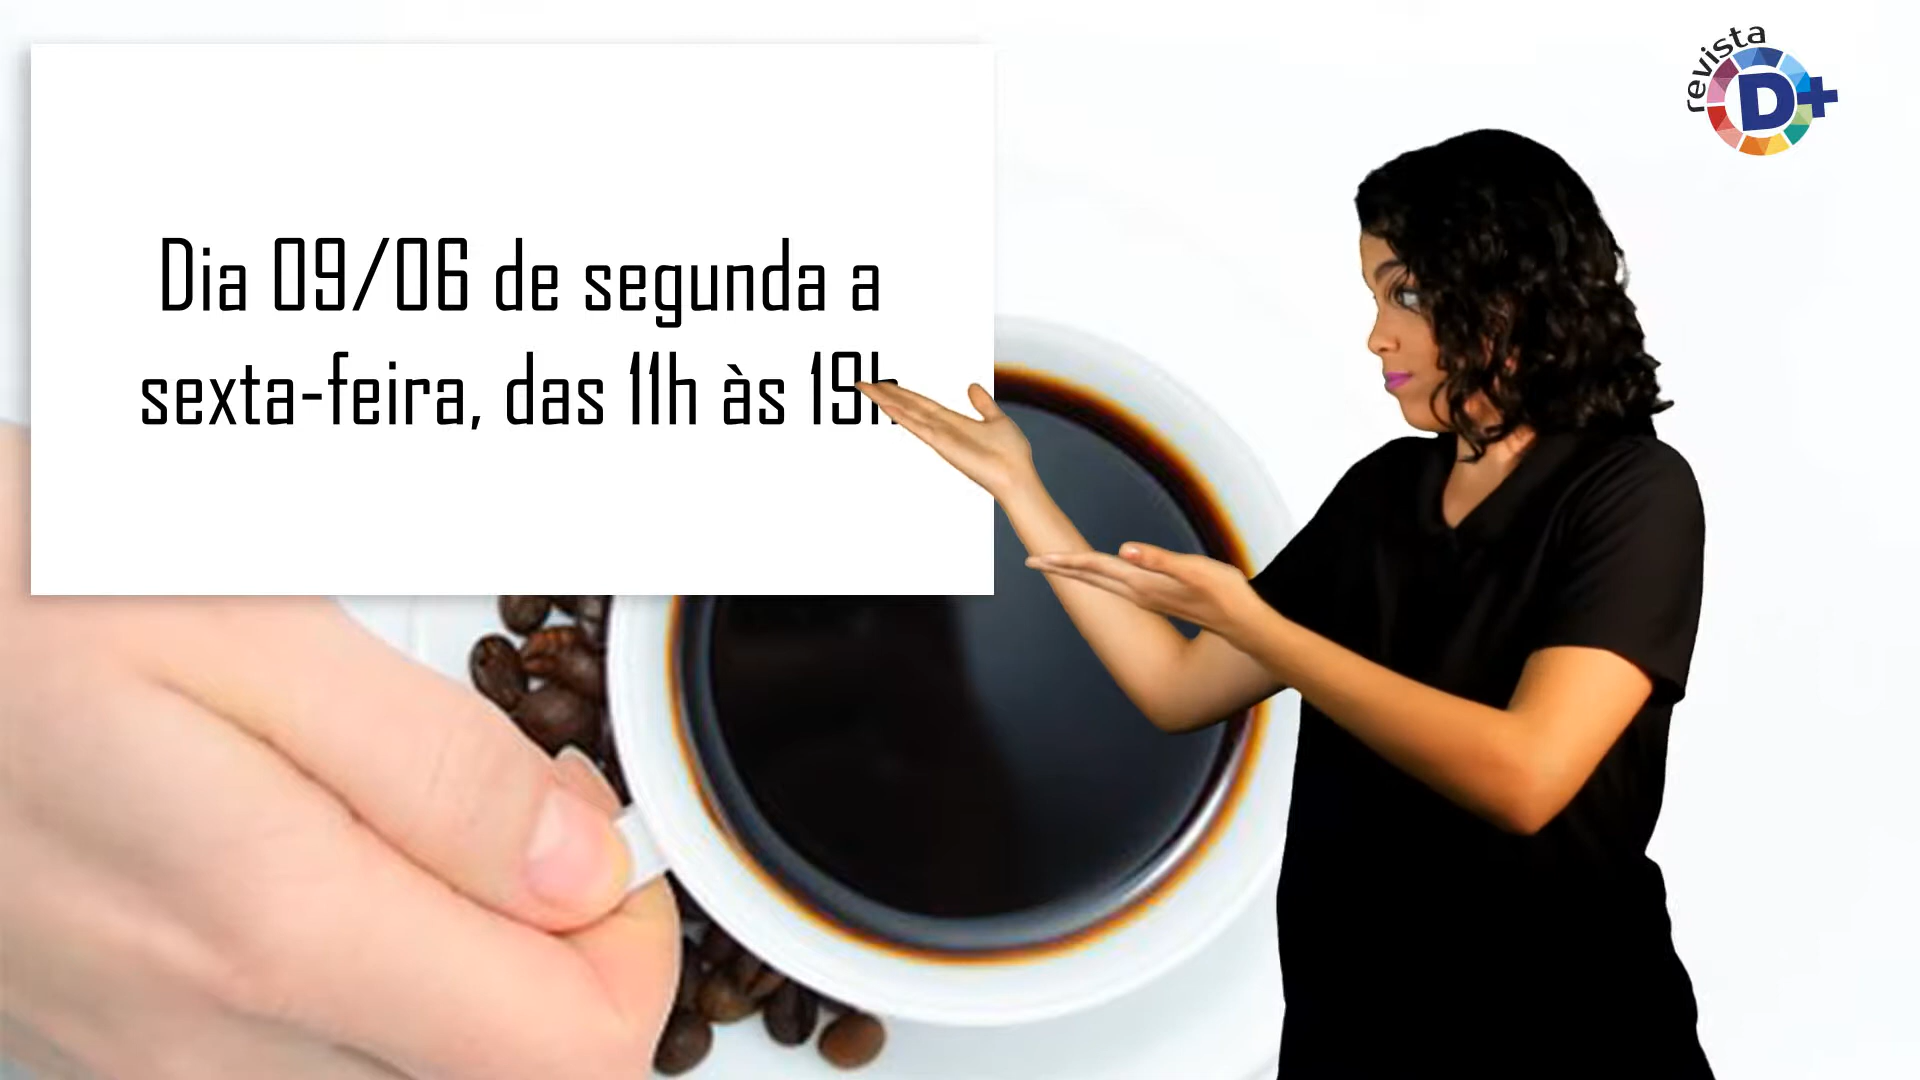 revista
D+
Dia 09/06 de segunda a
sexta-feira, das 11h às 19h